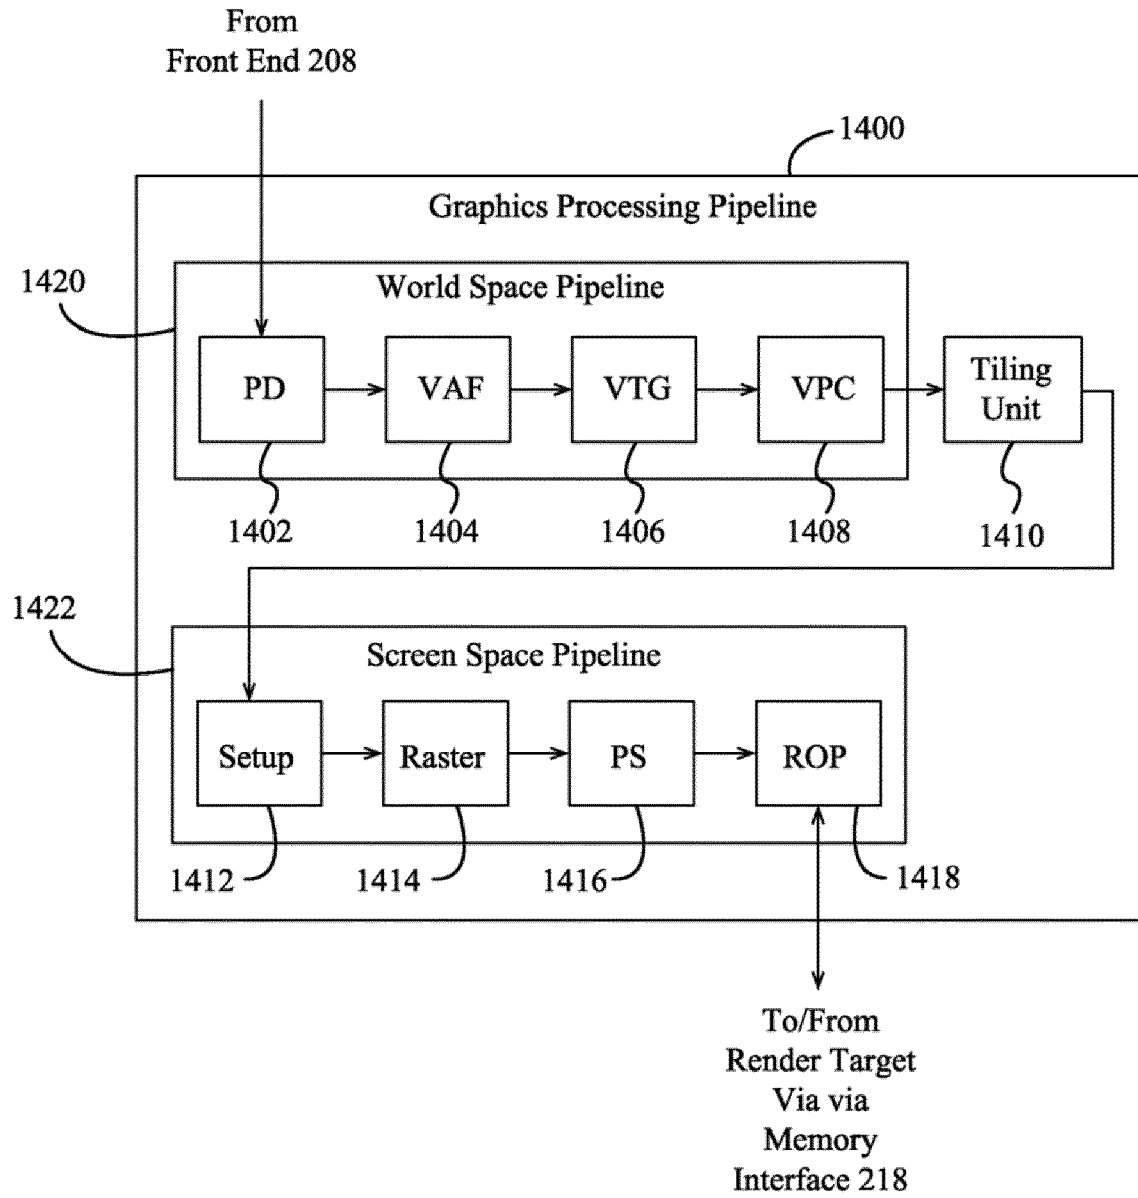 From
Front End 208
1400
Graphics Processing Pipeline
1420
World Space Pipeline
PD
VAF
VTG
VPC
Tiling
Unit
1402
1404
1406
1408
1410
1422
Screen Space Pipeline
Setup
Raster
PS
ROP
1412
1414
1416
1418
To/From
Render Target
Via via
Memory
Interface 218